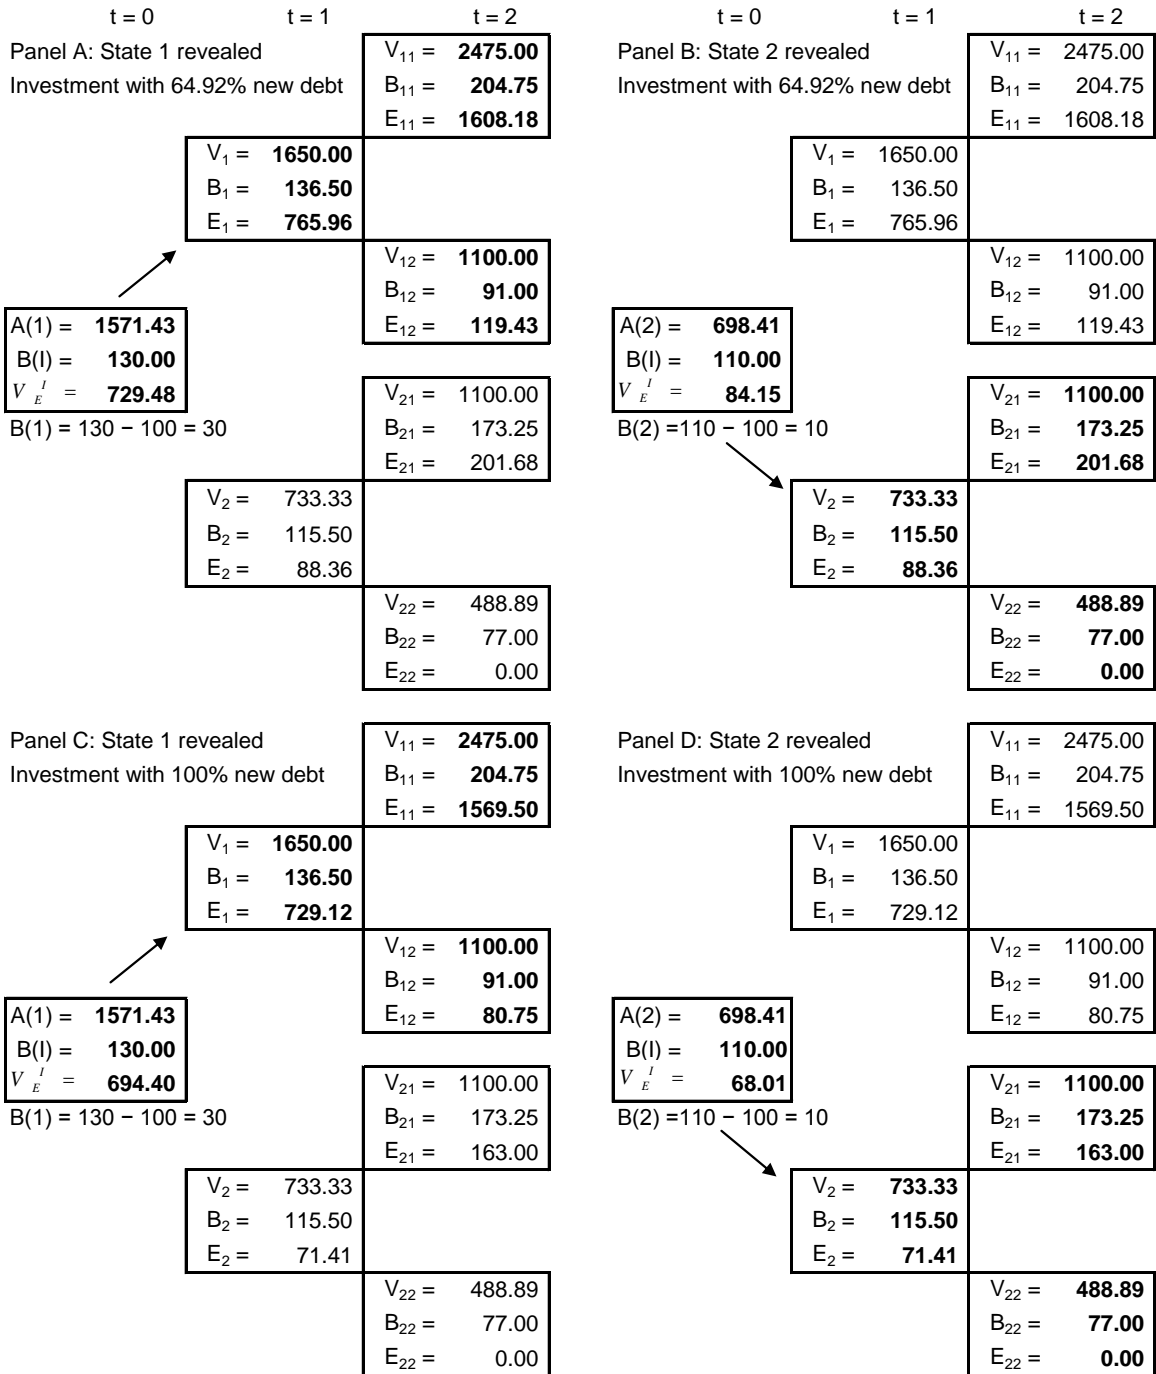 t = 0 t = 1 t = 2 t = 0 t = 1 t = 2
Panel A: State 1 revealed
Investment with 64.92% new debt
V₁₁ = 2475.00
B₁₁ = 204.75
E₁₁ = 1608.18
V₁ = 1650.00
B₁ = 136.50
E₁ = 765.96
V₁₂ = 1100.00
B₁₂ = 91.00
E₁₂ = 119.43
A(1) = 1571.43
B(I) = 130.00
V_E^I = 729.48
B(1) = 130 − 100 = 30
V₂₁ = 1100.00
B₂₁ = 173.25
E₂₁ = 201.68
V₂ = 733.33
B₂ = 115.50
E₂ = 88.36
V₂₂ = 488.89
B₂₂ = 77.00
E₂₂ = 0.00
Panel B: State 2 revealed
Investment with 64.92% new debt
V₁₁ = 2475.00
B₁₁ = 204.75
E₁₁ = 1608.18
V₁ = 1650.00
B₁ = 136.50
E₁ = 765.96
V₁₂ = 1100.00
B₁₂ = 91.00
E₁₂ = 119.43
A(2) = 698.41
B(I) = 110.00
V_E^I = 84.15
B(2) =110 − 100 = 10
V₂₁ = 1100.00
B₂₁ = 173.25
E₂₁ = 201.68
V₂ = 733.33
B₂ = 115.50
E₂ = 88.36
V₂₂ = 488.89
B₂₂ = 77.00
E₂₂ = 0.00
Panel C: State 1 revealed
Investment with 100% new debt
V₁₁ = 2475.00
B₁₁ = 204.75
E₁₁ = 1569.50
V₁ = 1650.00
B₁ = 136.50
E₁ = 729.12
V₁₂ = 1100.00
B₁₂ = 91.00
E₁₂ = 80.75
A(1) = 1571.43
B(I) = 130.00
V_E^I = 694.40
B(1) = 130 − 100 = 30
V₂₁ = 1100.00
B₂₁ = 173.25
E₂₁ = 163.00
V₂ = 733.33
B₂ = 115.50
E₂ = 71.41
V₂₂ = 488.89
B₂₂ = 77.00
E₂₂ = 0.00
Panel D: State 2 revealed
Investment with 100% new debt
V₁₁ = 2475.00
B₁₁ = 204.75
E₁₁ = 1569.50
V₁ = 1650.00
B₁ = 136.50
E₁ = 729.12
V₁₂ = 1100.00
B₁₂ = 91.00
E₁₂ = 80.75
A(2) = 698.41
B(I) = 110.00
V_E^I = 68.01
B(2) =110 − 100 = 10
V₂₁ = 1100.00
B₂₁ = 173.25
E₂₁ = 163.00
V₂ = 733.33
B₂ = 115.50
E₂ = 71.41
V₂₂ = 488.89
B₂₂ = 77.00
E₂₂ = 0.00